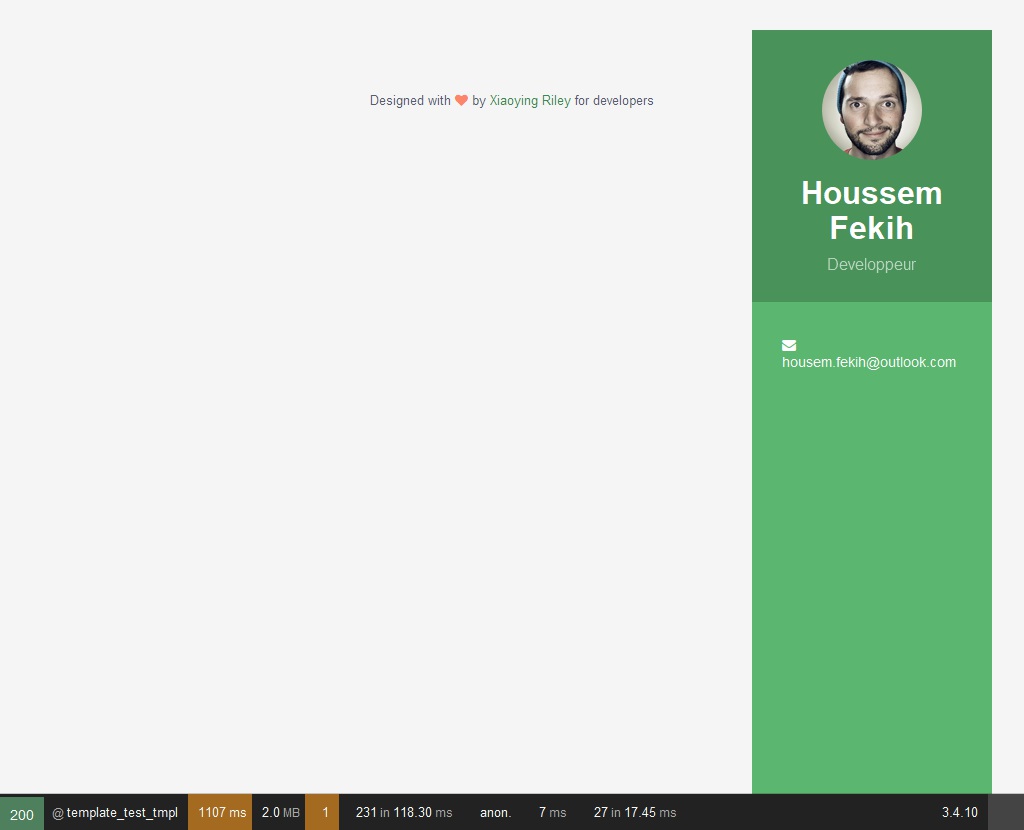 Designed with by Xiaoying Riley for developers
Houssem
Fekih
Developpeur
housem.fekih@outlook.com
200 @ template_test_tmpl 1107 ms 2.0 MB 1 231 in 118.30 ms anon. 7 ms 27 in 17.45 ms 3.4.10